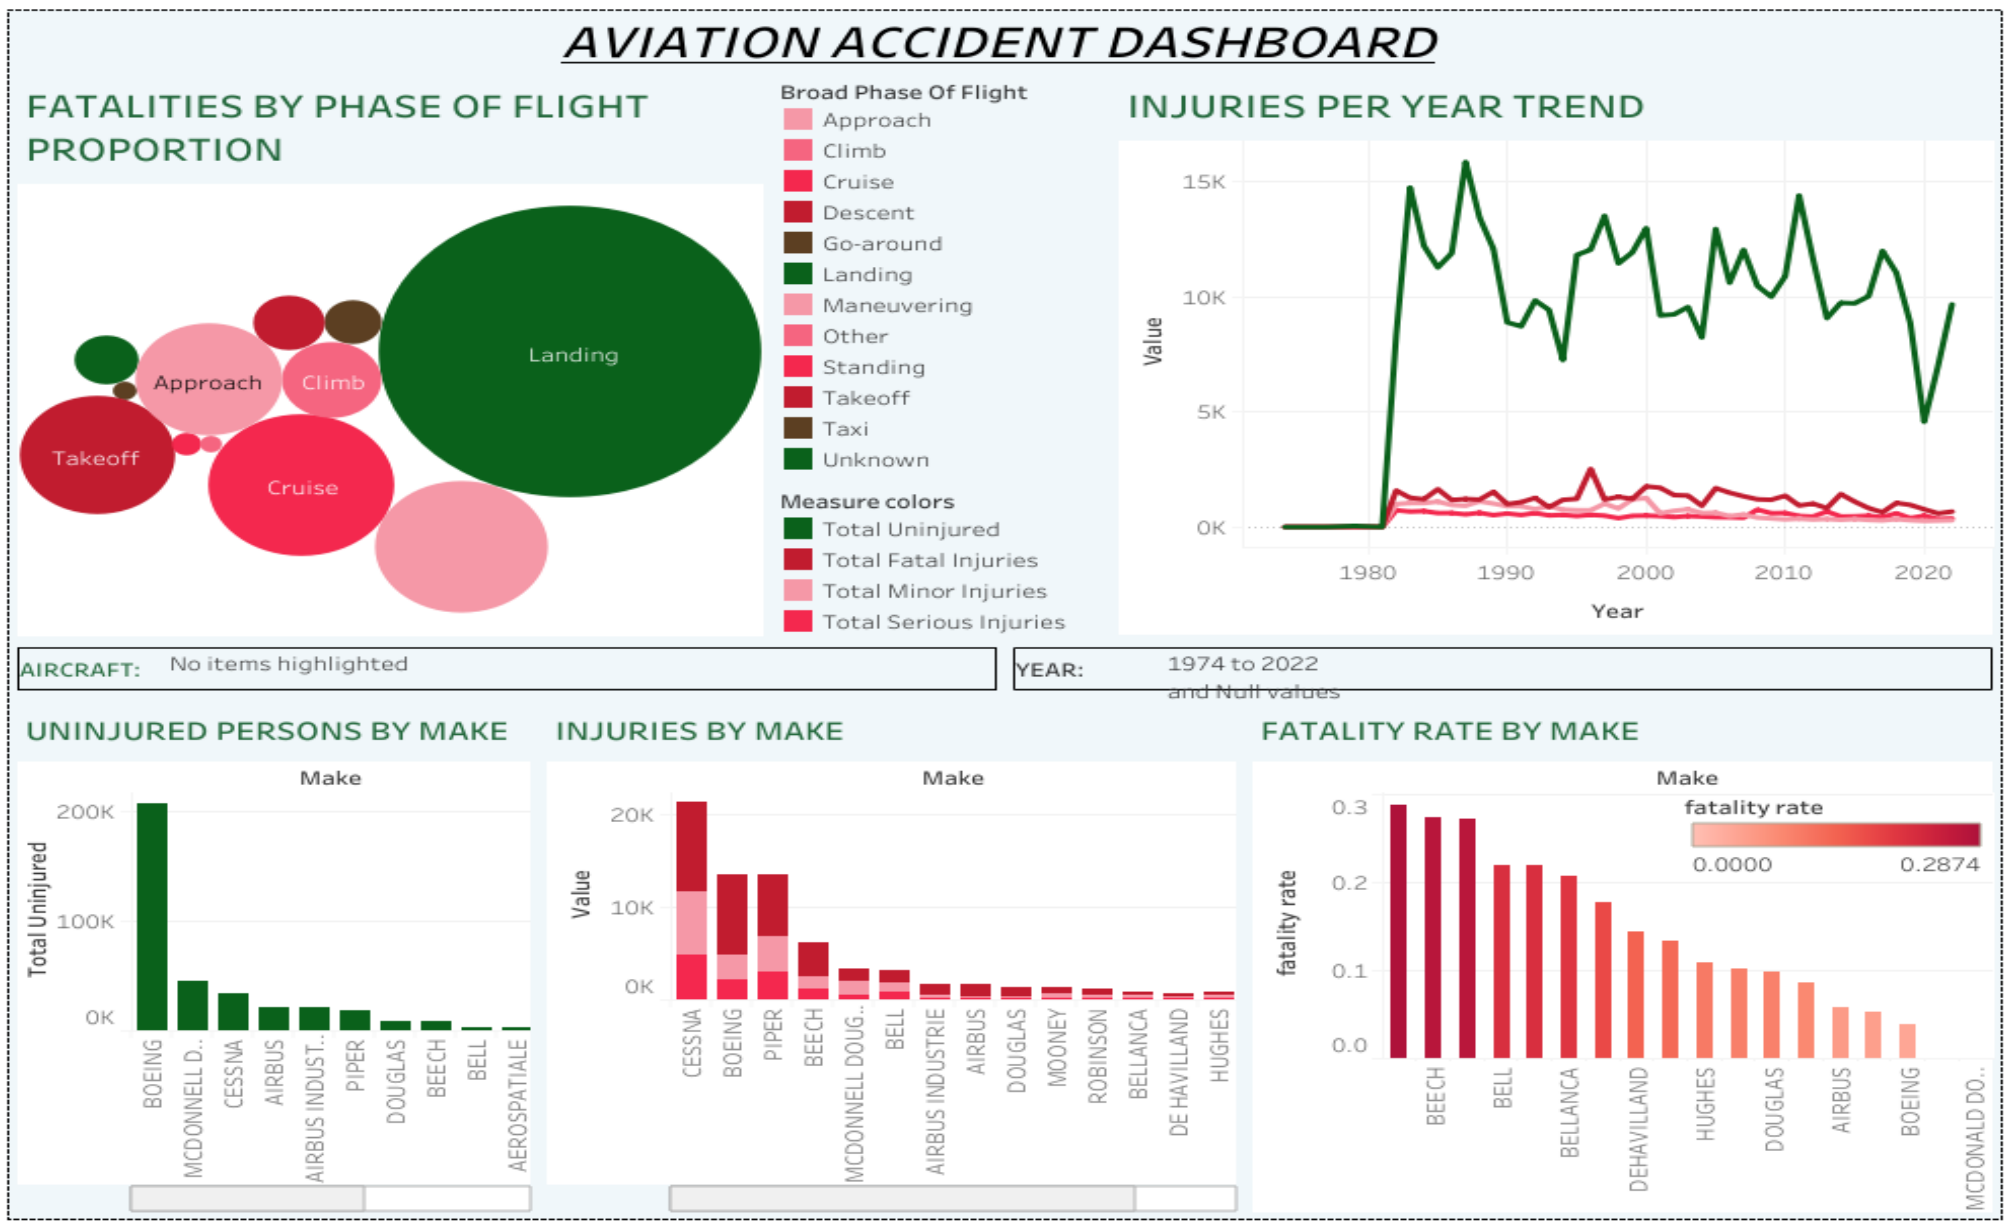 AVIATION ACCIDENT DASHBOARD
FATALITIES BY PHASE OF FLIGHT
PROPORTION
Landing
Approach
Climb
Takeoff
Cruise
Broad Phase Of Flight
Approach
Climb
Cruise
Descent
Go-around
Landing
Maneuvering
Other
Standing
Takeoff
Taxi
Unknown
Measure colors
Total Uninjured
Total Fatal Injuries
Total Minor Injuries
Total Serious Injuries
INJURIES PER YEAR TREND
Value
15K
10K
5K
0K
1980 1990 2000 2010 2020
Year
AIRCRAFT: No items highlighted
YEAR: 1974 to 2022
and Null values
UNINJURED PERSONS BY MAKE
Make
Total Uninjured
200K
100K
0K
BOEING
MCDONNELL D..
CESSNA
AIRBUS
AIRBUS INDUST..
PIPER
DOUGLAS
BEECH
BELL
AEROSPATIALE
INJURIES BY MAKE
Make
Value
20K
10K
0K
CESSNA
BOEING
PIPER
BEECH
MCDONNELL DOUG..
BELL
AIRBUS INDUSTRIE
AIRBUS
DOUGLAS
MOONEY
ROBINSON
BELLANCA
DE HAVILLAND
HUGHES
FATALITY RATE BY MAKE
Make
fatality rate
0.0000 0.2874
fatality rate
0.3
0.2
0.1
0.0
BEECH
BELL
BELLANCA
DEHAVILLAND
HUGHES
DOUGLAS
AIRBUS
BOEING
MCDONALD DO..